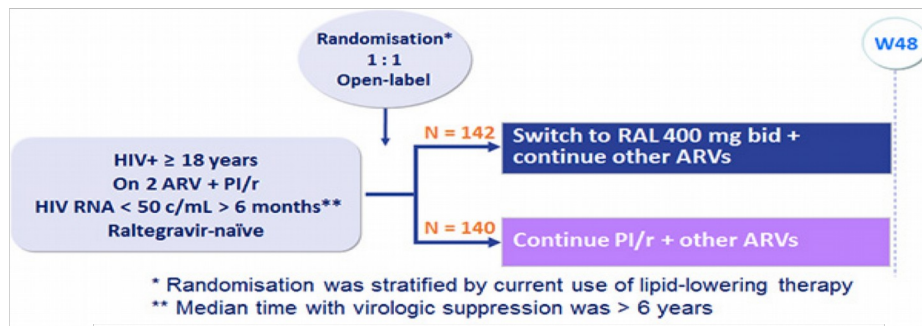 Randomisation*
1 : 1
Open-label
W48
HIV+ ≥ 18 years
On 2 ARV + PI/r
HIV RNA < 50 c/mL > 6 months**
Raltegravir-naïve
N = 142
Switch to RAL 400 mg bid +
continue other ARVs
N = 140
Continue PI/r + other ARVs
* Randomisation was stratified by current use of lipid-lowering therapy
** Median time with virologic suppression was > 6 years